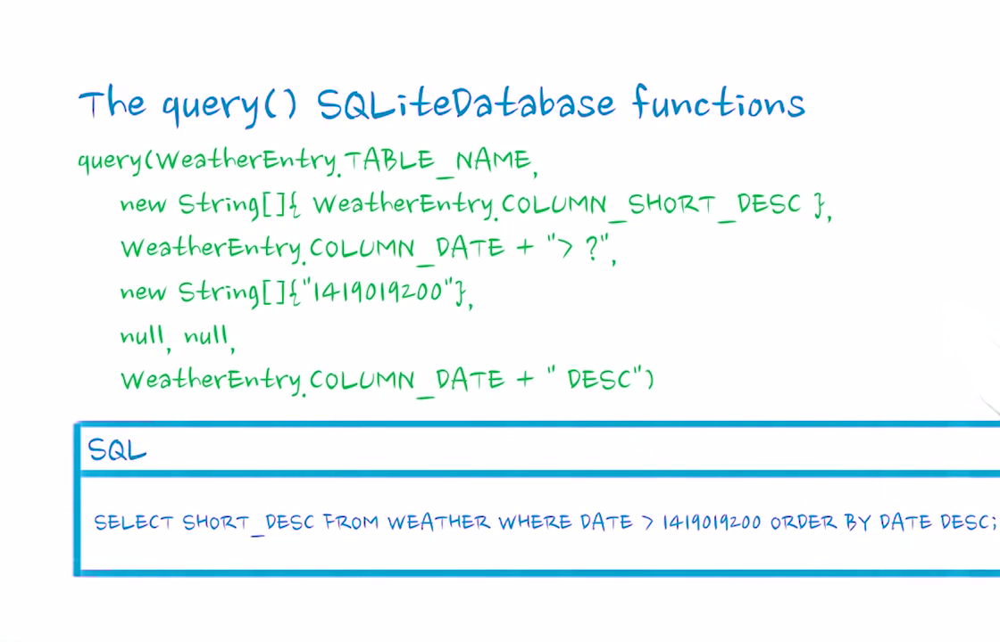 The query() SQLiteDatabase functions
query(WeatherEntry.TABLE_NAME,
new String[]{ WeatherEntry.COLUMN_SHORT_DESC },
WeatherEntry.COLUMN_DATE + "> ?",
new String[]{"1419019200"},
null, null,
WeatherEntry.COLUMN_DATE + " DESC")
SQL
SELECT SHORT_DESC FROM WEATHER WHERE DATE > 1419019200 ORDER BY DATE DESC;